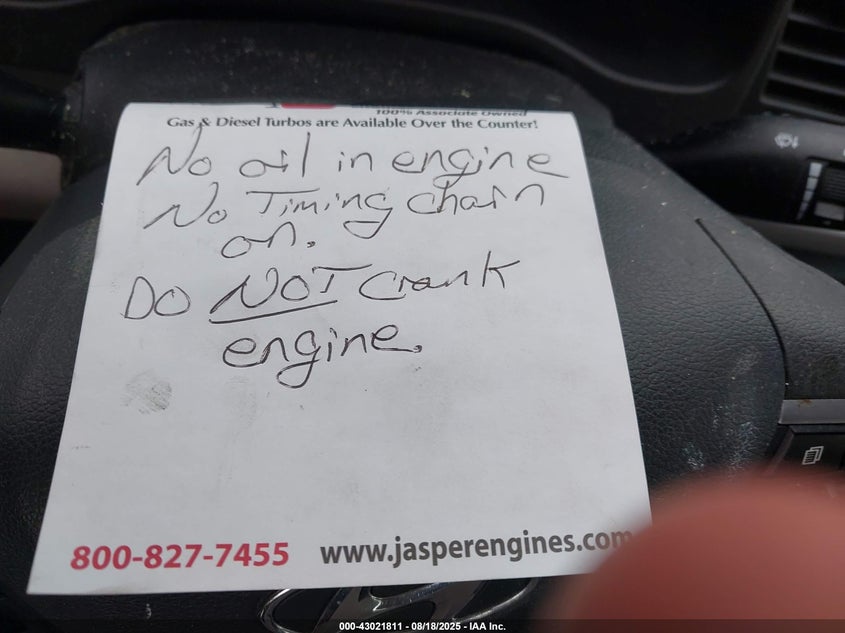 100% Associate Owned
Gas & Diesel Turbos are Available Over the Counter!
No oil in engine
No Timing chain
on.
Do NOT Crank
engine.
800-827-7455 www.jasperengines.com
000-43021811 - 08/18/2025 - IAA Inc.